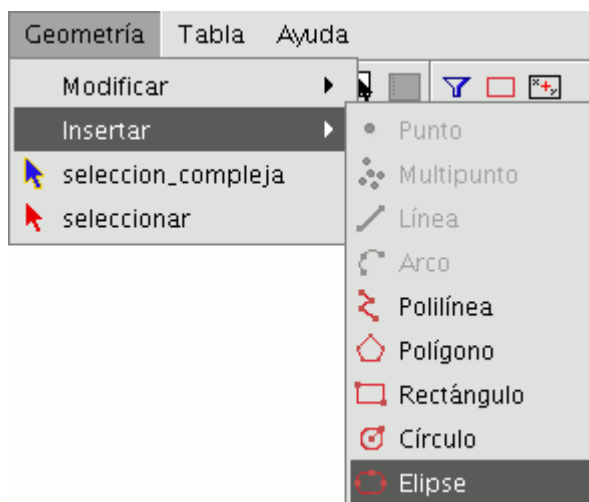 Geometría Tabla Ayuda
Modificar
Insertar
seleccion_compleja
seleccionar
Punto
Multipunto
Línea
Arco
Polilínea
Polígono
Rectángulo
Círculo
Elipse